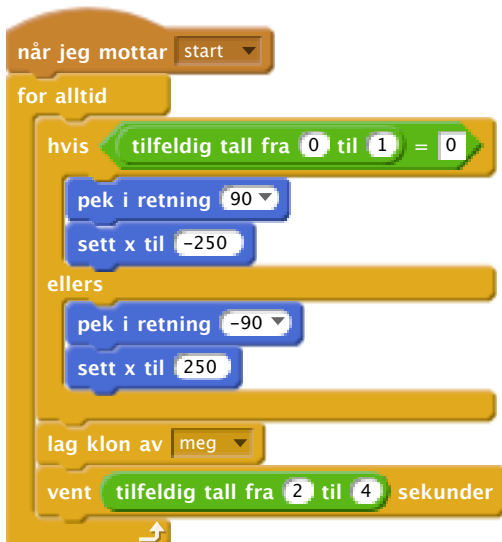 når jeg mottar start
for alltid
hvis tilfeldig tall fra 0 til 1 = 0
pek i retning 90
sett x til -250
ellers
pek i retning -90
sett x til 250
lag klon av meg
vent tilfeldig tall fra 2 til 4 sekunder